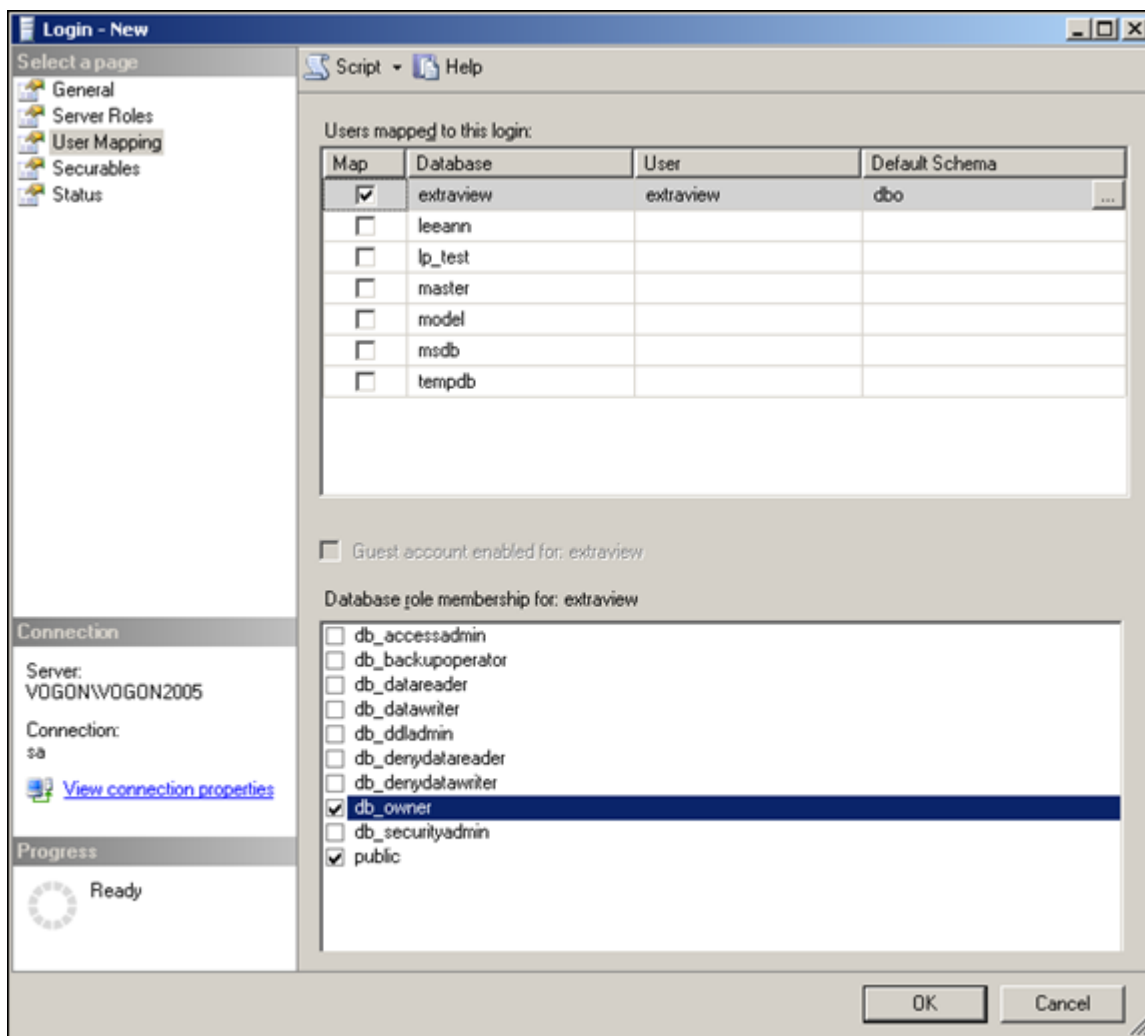 Login - New
Select a page
General
Server Roles
User Mapping
Securables
Status
Script Help
Users mapped to this login:
Map Database User Default Schema
extraview extraview dbo ...
leeann
lp_test
master
model
msdb
tempdb
Guest account enabled for: extraview
Database role membership for: extraview
db_accessadmin
db_backupoperator
db_datareader
db_datawriter
db_ddladmin
db_denydatareader
db_denydatawriter
db_owner
db_securityadmin
public
Connection
Server:
VOGON\VOGON2005
Connection:
sa
View connection properties
Progress
Ready
OK Cancel